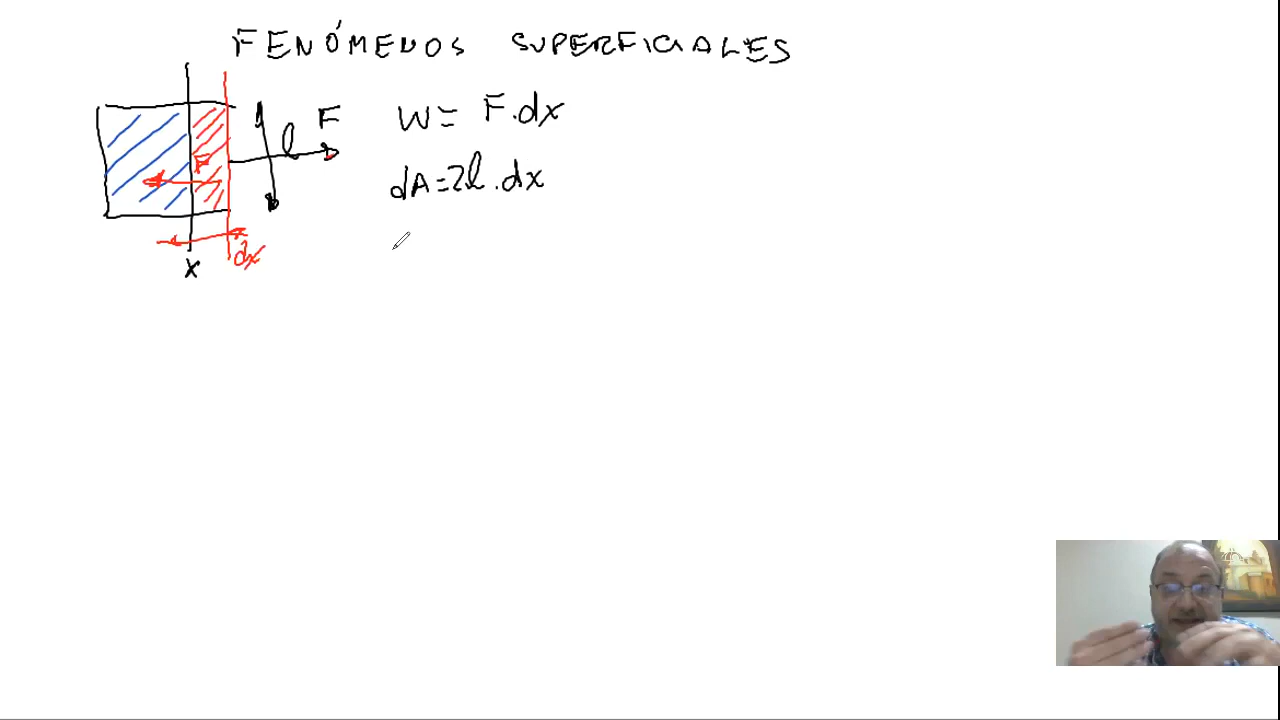 FENÓMENOS SUPERFICIALES
F
l
W = F.dx
F
dA=2l.dx
dx
x